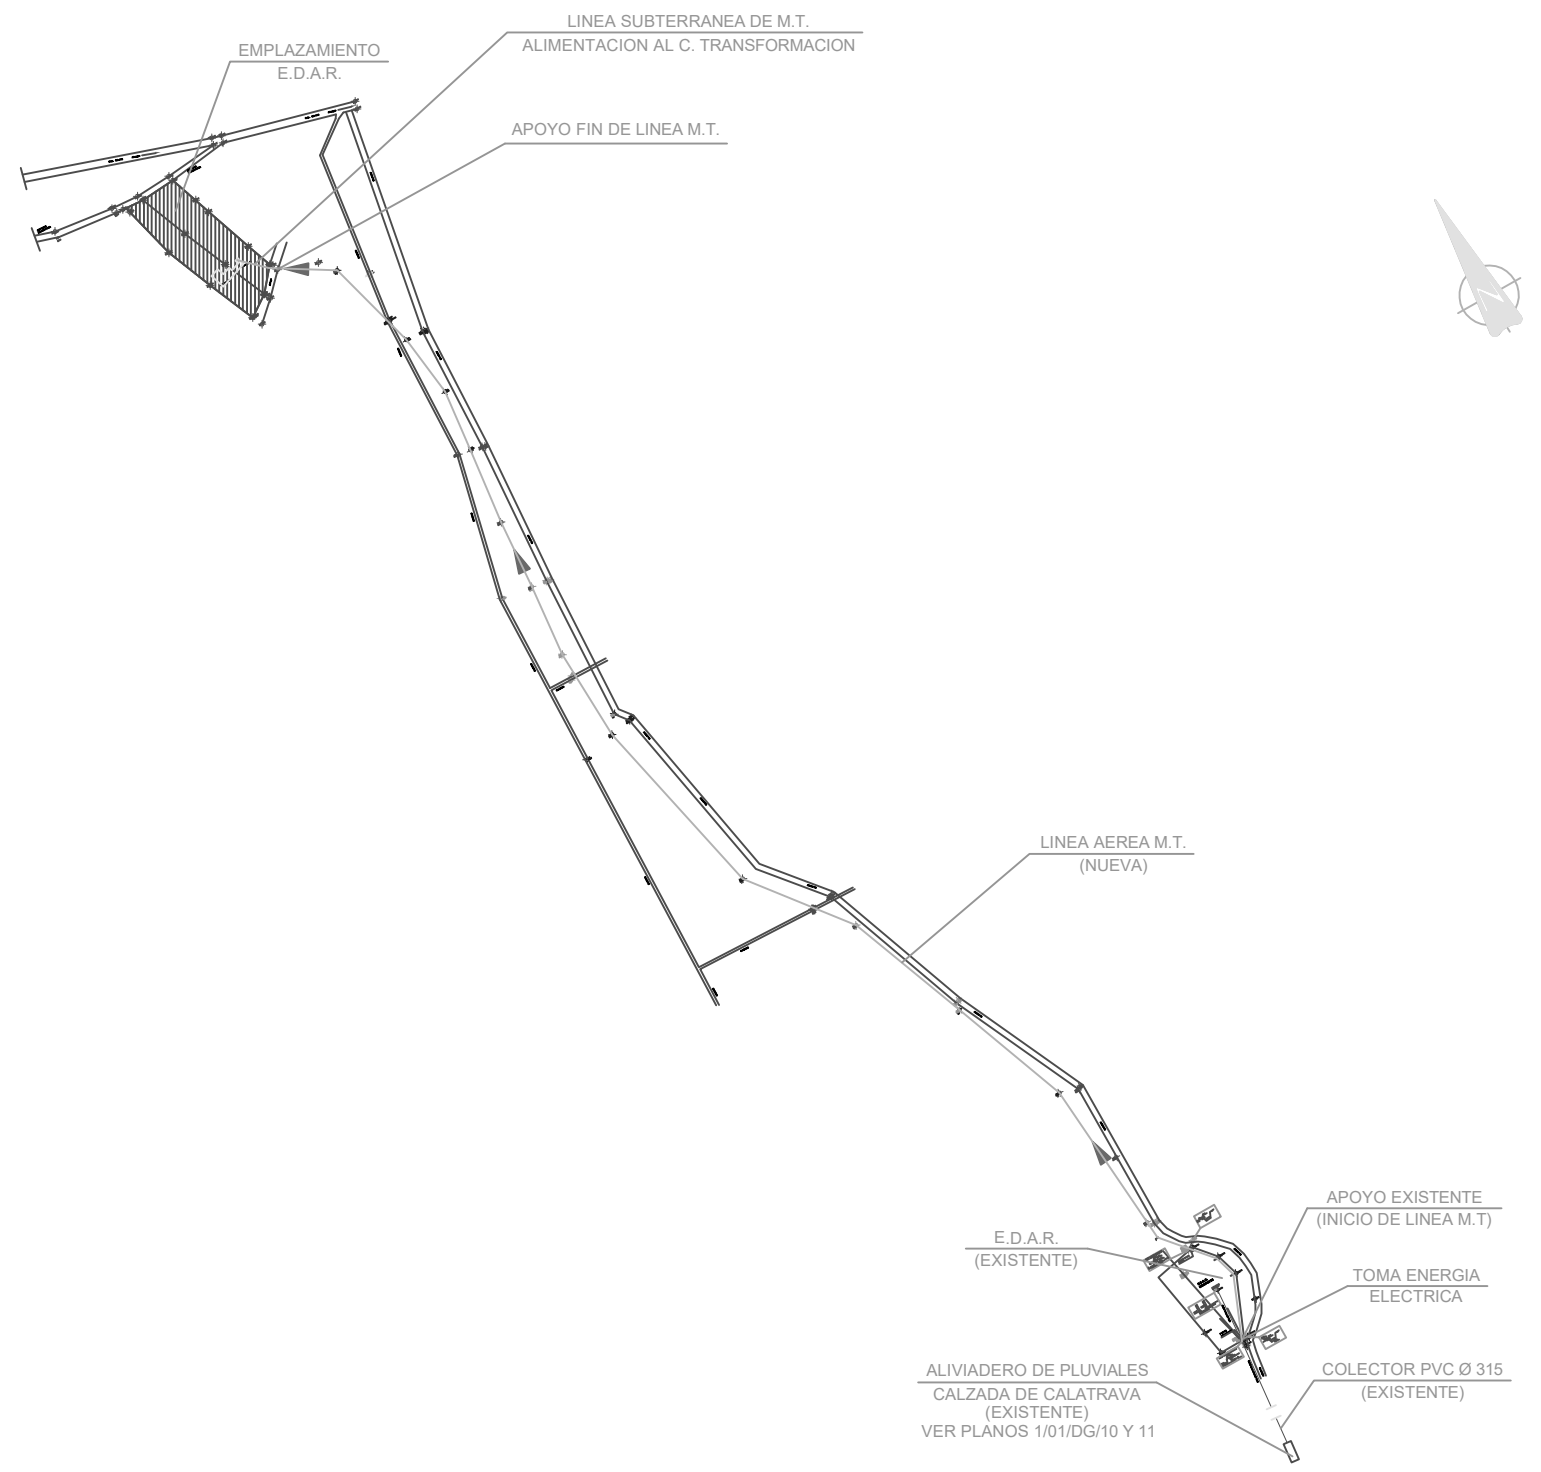 LINEA SUBTERRANEA DE M.T.
ALIMENTACION AL C. TRANSFORMACION
EMPLAZAMIENTO
E.D.A.R.
APOYO FIN DE LINEA M.T.
LINEA AEREA M.T.
(NUEVA)
APOYO EXISTENTE
(INICIO DE LINEA M.T)
E.D.A.R.
(EXISTENTE)
TOMA ENERGIA
ELECTRICA
ALIVIADERO DE PLUVIALES
CALZADA DE CALATRAVA
(EXISTENTE)
VER PLANOS 1/01/DG/10 Y 11
COLECTOR PVC Ø 315
(EXISTENTE)